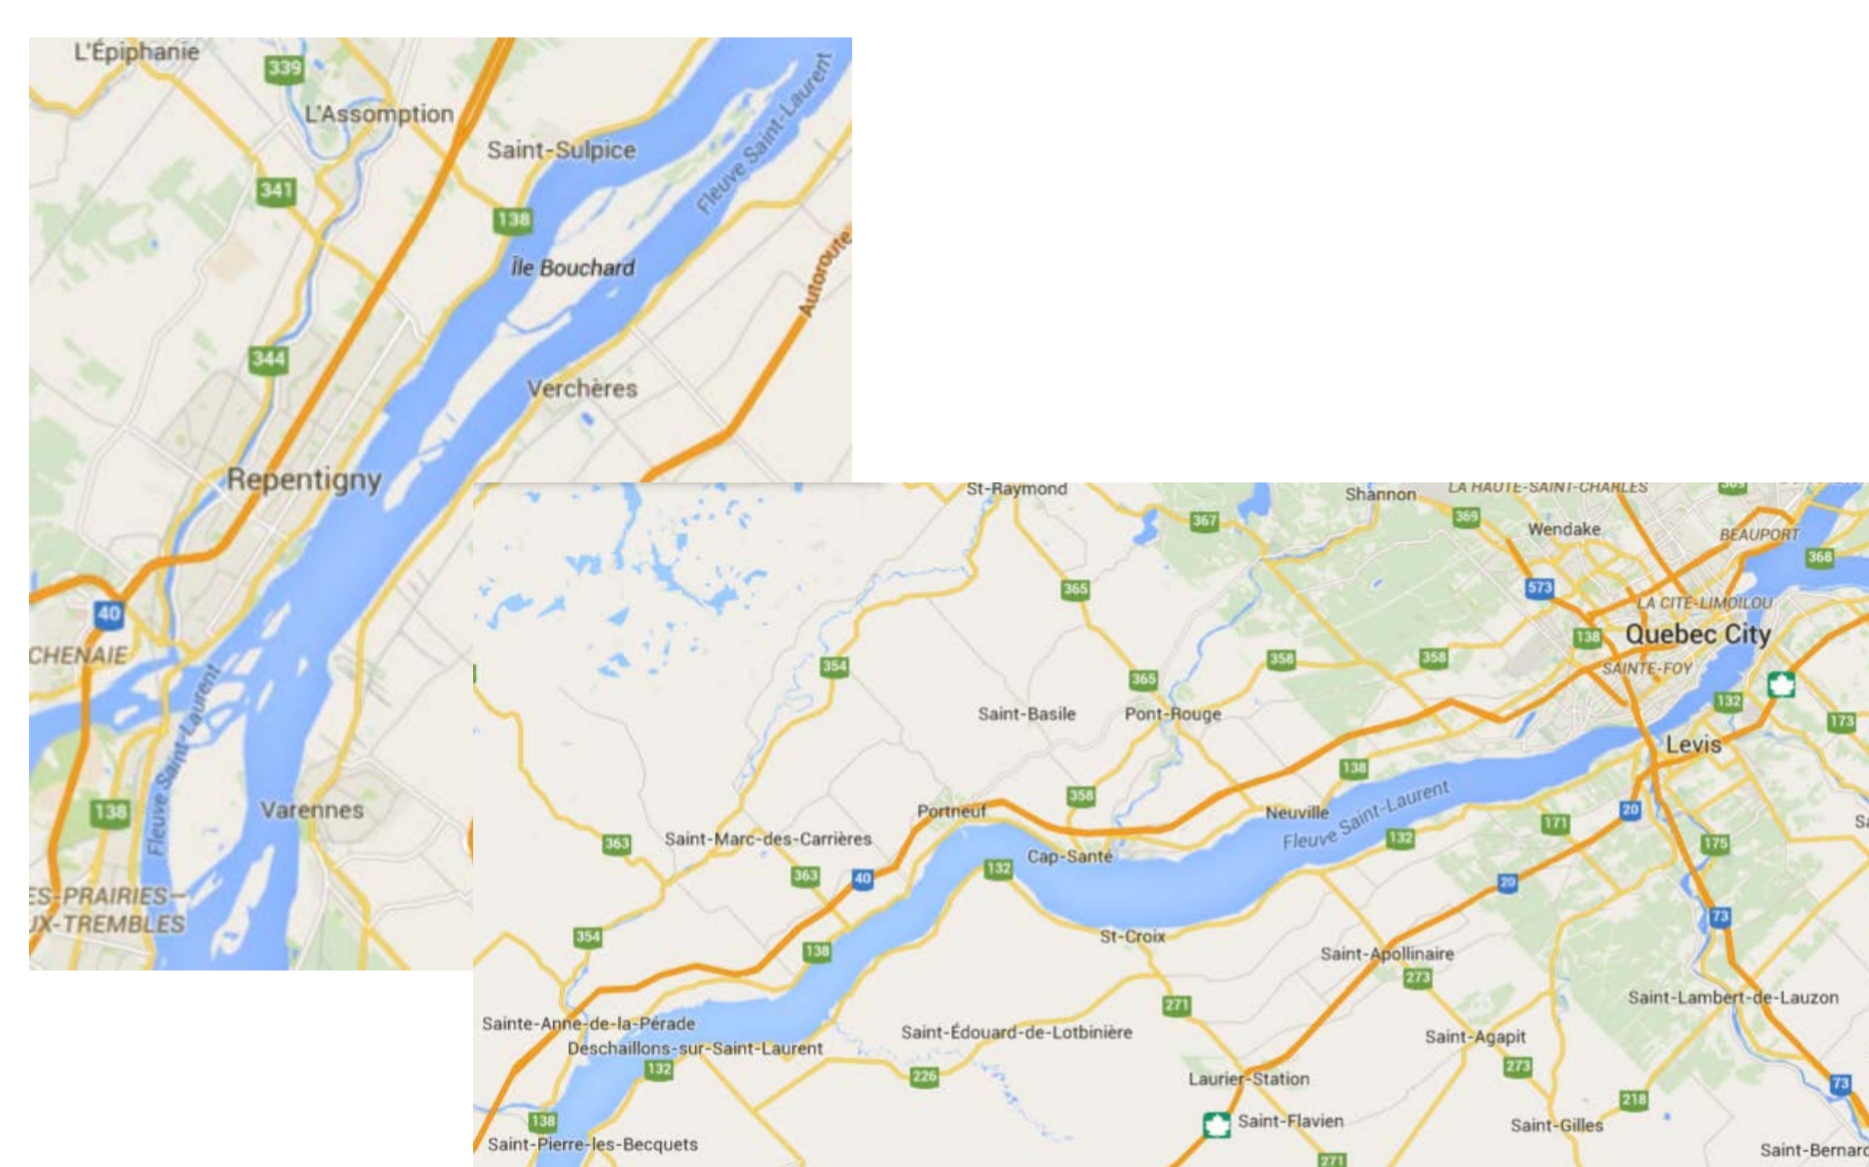 L'Épiphanie
339
L'Assomption
Saint-Sulpice
Fleuve Saint-Laurent
341
138
Île Bouchard
Autoroute
344
Verchères
Repentigny
40
CHENAIE
Fleuve Saint-Laurent
138
Varennes
ES-PRAIRIES—
UX-TREMBLES
St-Raymond
Shannon
LA HAUTE-SAINT-CHARLES
367
369
Wendake
BEAUPORT
368
365
573
LA CITÉ-LIMOILOU
138
Quebec City
354
358
358
SAINTE-FOY
365
132
Saint-Basile
Pont-Rouge
173
Levis
138
358
Portneuf
Neuville
Fleuve Saint-Laurent
20
171
Saint-Marc-des-Carrières
363
132
175
Cap-Santé
132
363
40
20
73
354
138
St-Croix
Saint-Apollinaire
273
271
Saint-Lambert-de-Lauzon
Sainte-Anne-de-la-Pérade
Saint-Édouard-de-Lotbinière
Saint-Agapit
Deschaillons-sur-Saint-Laurent
132
226
273
Laurier-Station
73
218
138
Saint-Flavien
Saint-Gilles
Saint-Pierre-les-Becquets
Saint-Bernard
271